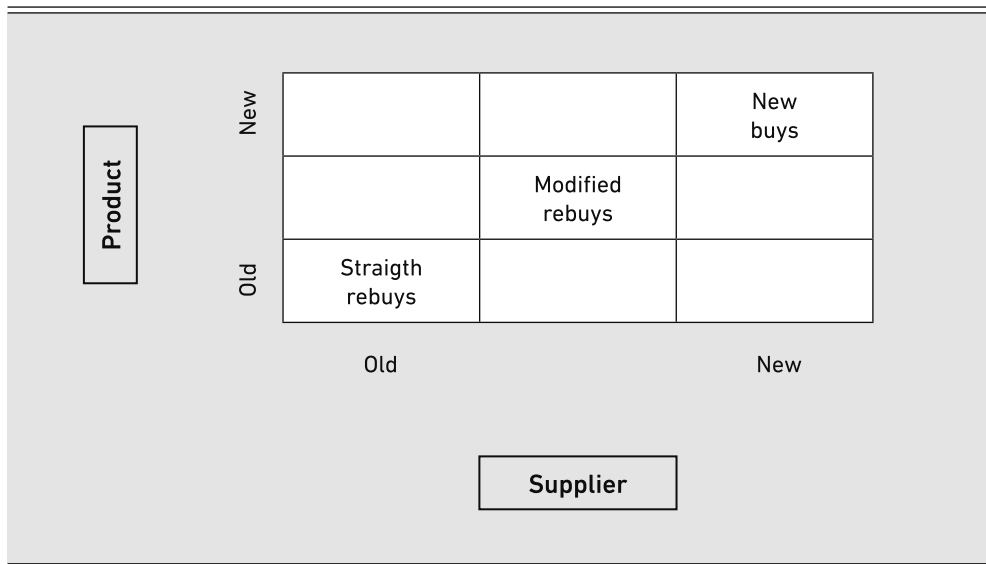 New
buys
New
Product
Modified
rebuys
Old
Straigth
rebuys
Old
New
Supplier